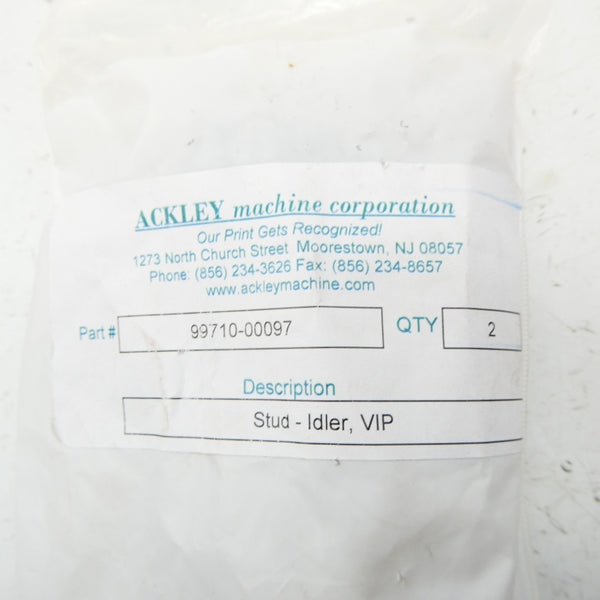 ACKLEY machine corporation
Our Print Gets Recognized!
1273 North Church Street Moorestown, NJ 08057
Phone: (856) 234-3626 Fax: (856) 234-8657
www.ackleymachine.com
Part # 99710-00097 QTY 2
Description
Stud - Idler, VIP